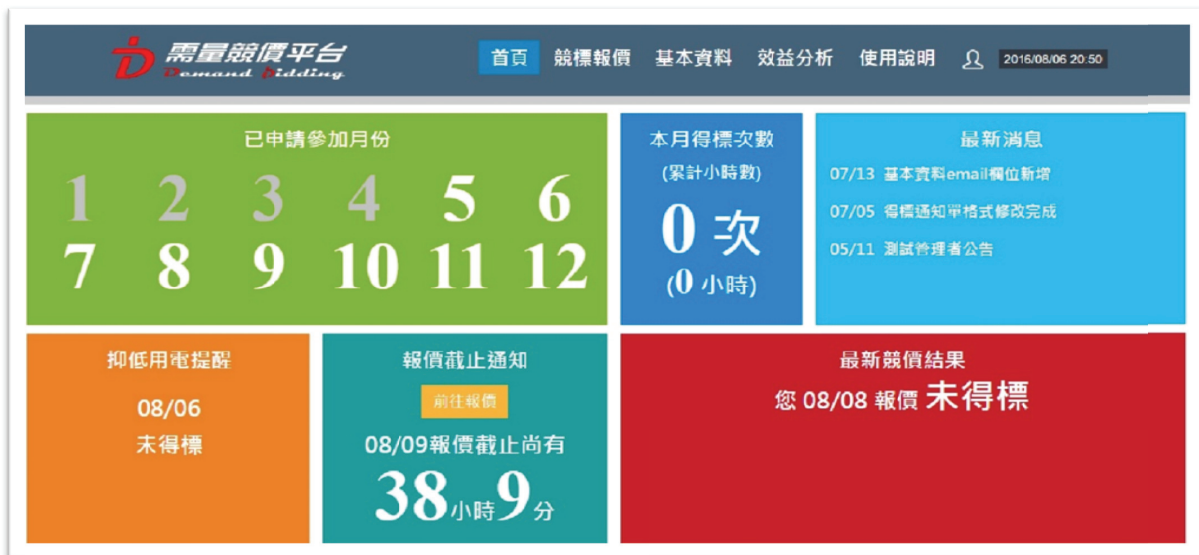 需量競價平台
Demand Bidding
首頁 競標報價 基本資料 效益分析 使用說明 2016/08/06 20:50
已申請參加月份
1 2 3 4 5 6
7 8 9 10 11 12
本月得標次數
(累計小時數)
0 次
(0 小時)
最新消息
07/13 基本資料email欄位新增
07/05 得標通知單格式修改完成
05/11 測試管理者公告
抑低用電提醒
08/06
未得標
報價截止通知
前往報價
08/09報價截止尚有
38小時9分
最新競價結果
您 08/08 報價 未得標